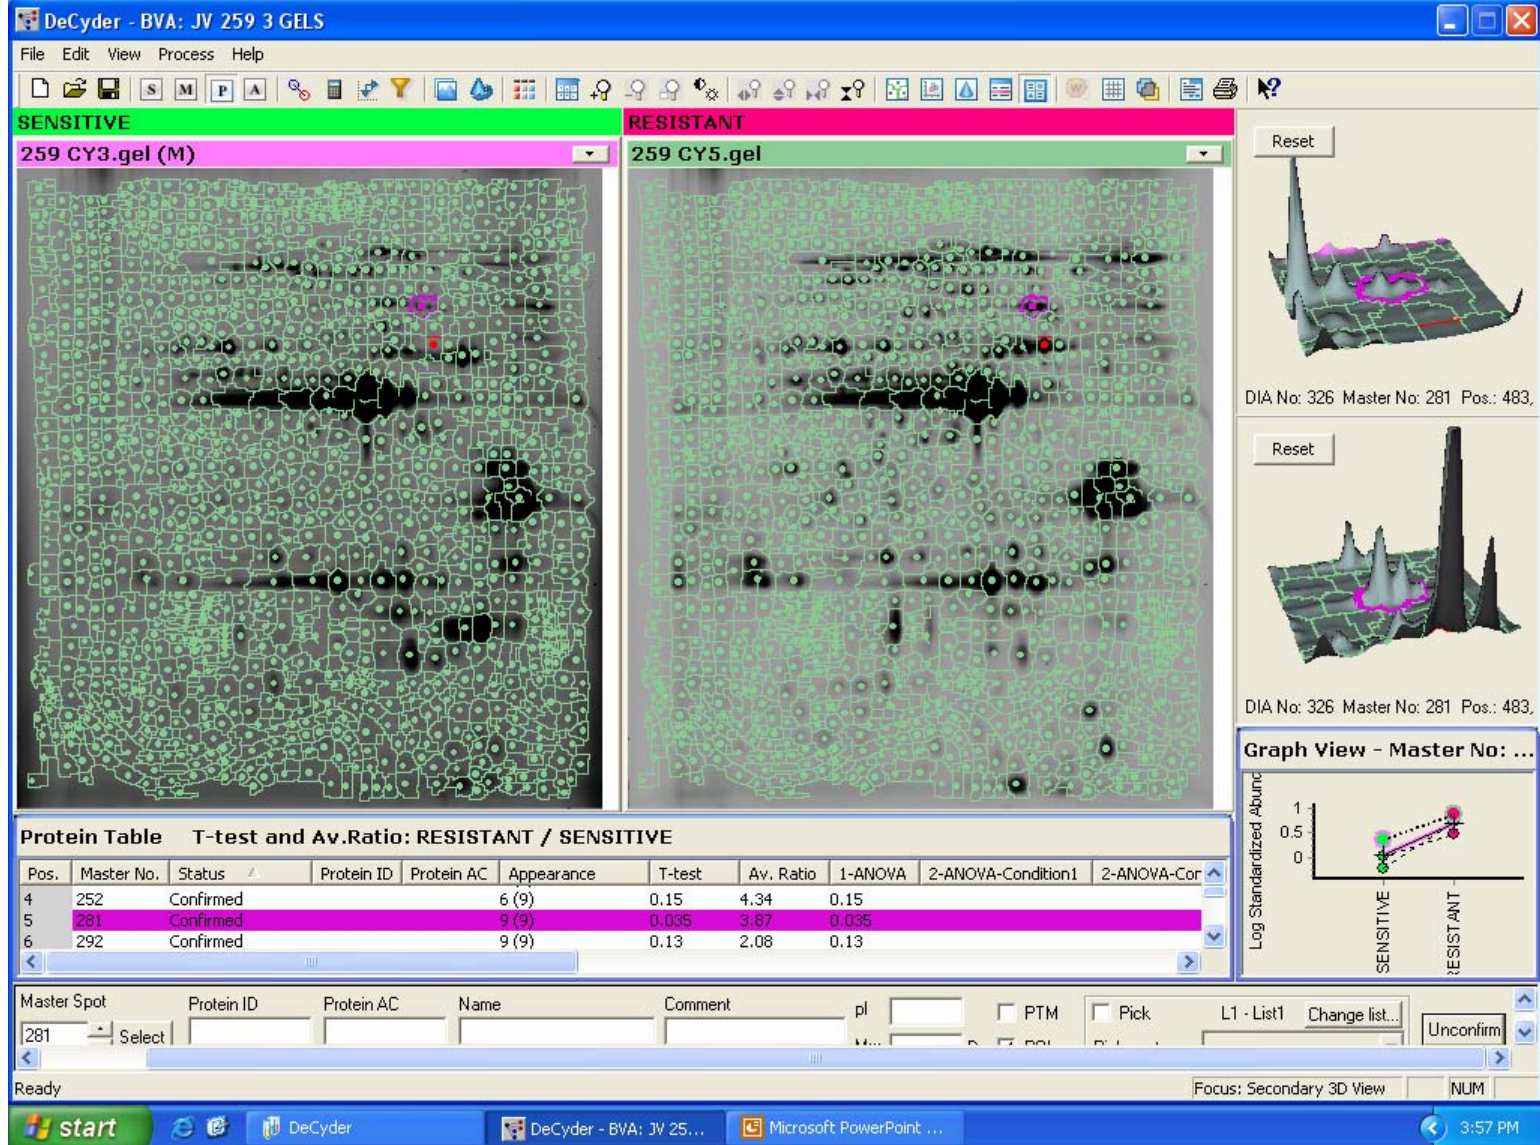 DeCyder - BVA: JV 259 3 GELS
File Edit View Process Help
S M P A
SENSITIVE
RESISTANT
259 CY3.gel (M)
259 CY5.gel
Reset
DIA No: 326 Master No: 281 Pos.: 483,
Reset
DIA No: 326 Master No: 281 Pos.: 483,
Graph View - Master No: ...
Log Standardized Abunc
1
0.5
0
SENSITIVE
RESISTANT
Protein Table T-test and Av.Ratio: RESISTANT / SENSITIVE
Pos. Master No. Status Protein ID Protein AC Appearance T-test Av. Ratio 1-ANOVA 2-ANOVA-Condition1 2-ANOVA-Cor
4 252 Confirmed 6 (9) 0.15 4.34 0.15
5 281 Confirmed 9 (9) 0.035 3.87 0.035
6 292 Confirmed 9 (9) 0.13 2.08 0.13
Master Spot Protein ID Protein AC Name Comment pI PTM Pick L1 - List1 Change list...
281 Select Unconfirm
Ready
Focus: Secondary 3D View NUM
start DeCyder DeCyder - BVA: JV 25... Microsoft PowerPoint ... 3:57 PM